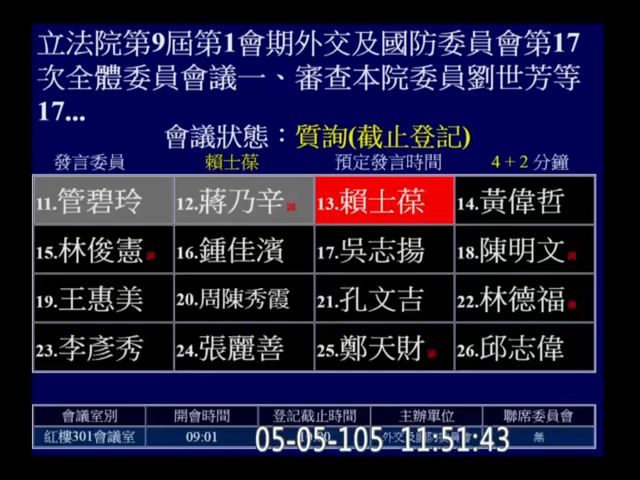 立法院第9屆第1會期外交及國防委員會第17
次全體委員會議一、審查本院委員劉世芳等
17...
會議狀態：質詢(截止登記)
發言委員 賴士葆 預定發言時間 4 + 2 分鐘
11.管碧玲 12.蔣乃辛 13.賴士葆 14.黃偉哲
15.林俊憲 16.鍾佳濱 17.吳志揚 18.陳明文
19.王惠美 20.周陳秀霞 21.孔文吉 22.林德福
23.李彥秀 24.張麗善 25.鄭天財 26.邱志偉
會議室別 開會時間 登記截止時間 主辦單位 聯席委員會
紅樓301會議室 09:01 無
05-05-105 11:51:43